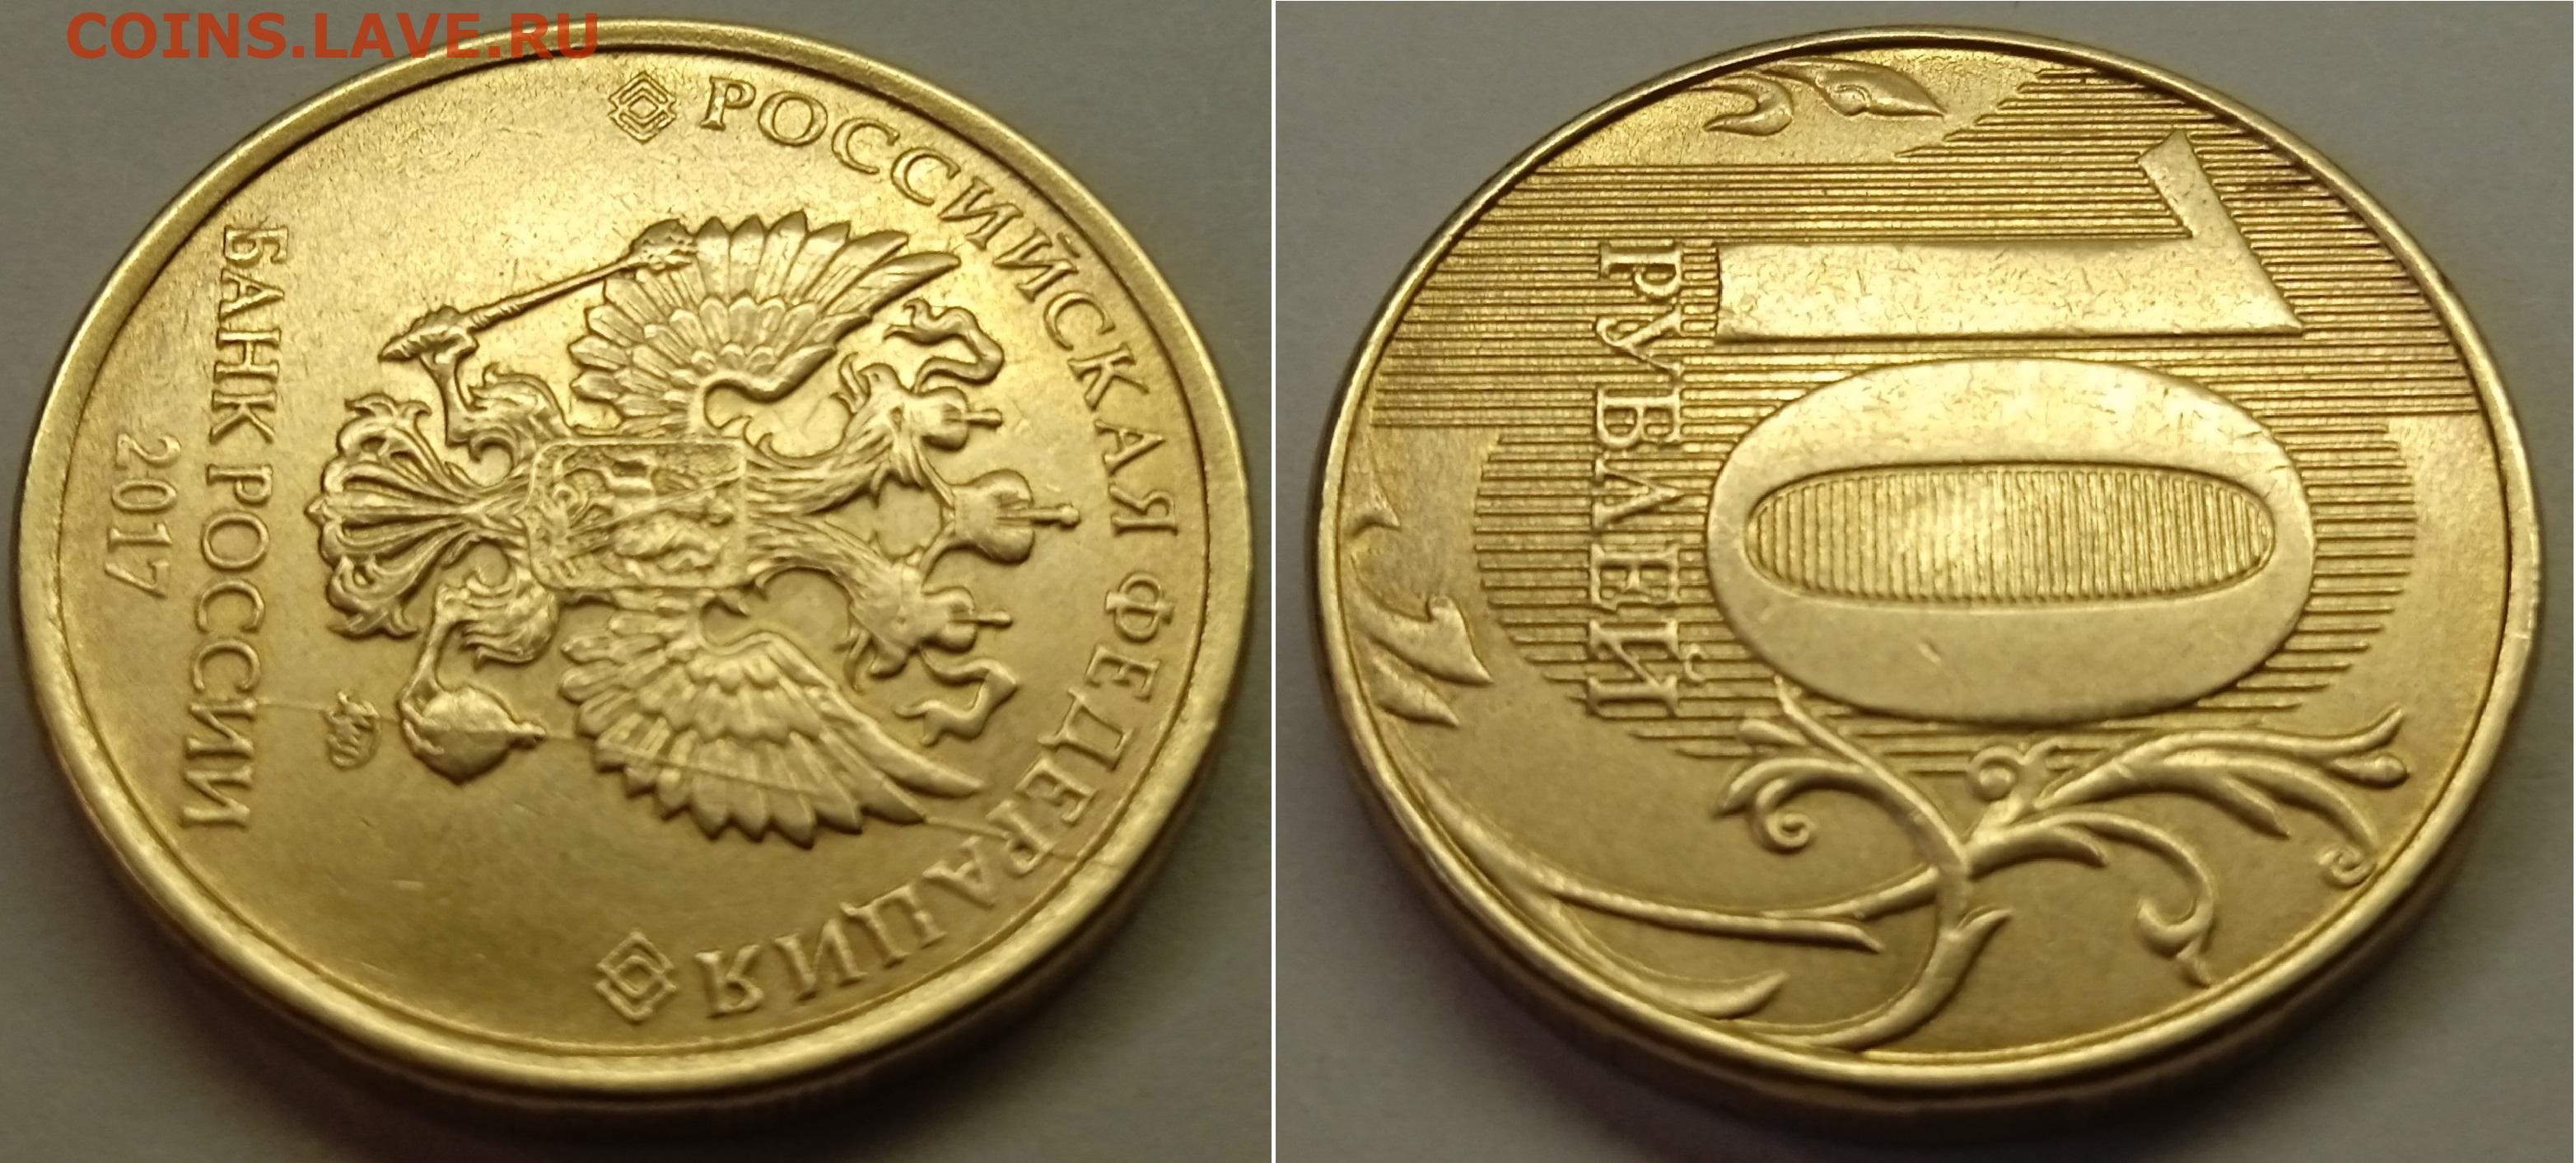 COINS.LAVE.RU
РОССИЙСКАЯ ФЕДЕРАЦИЯ
БАНК РОССИИ
2017
10
РУБЛЕЙ